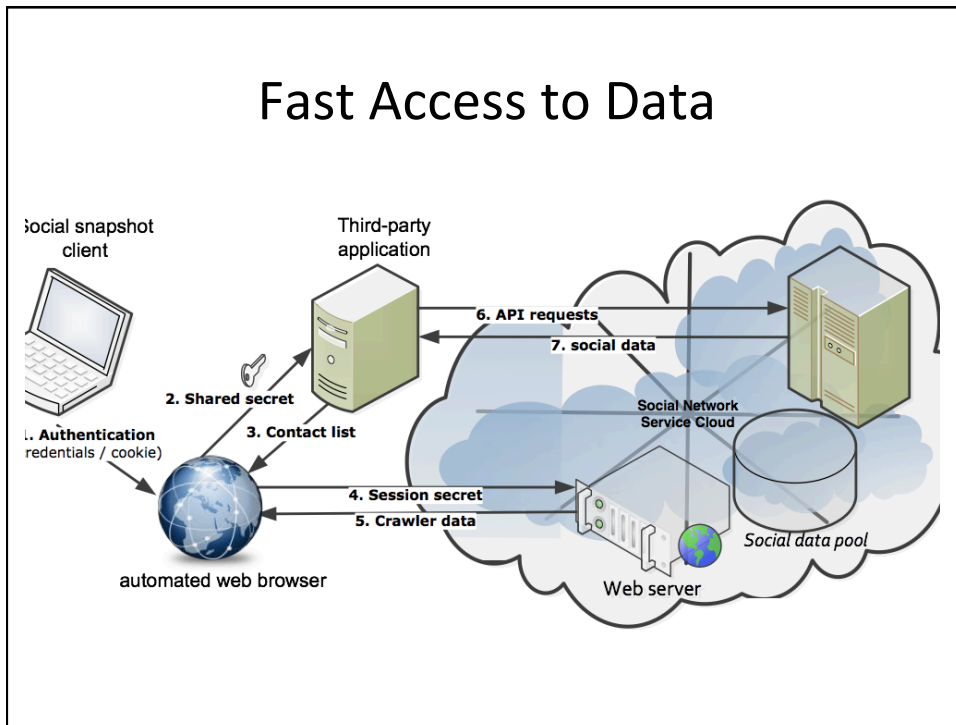 Fast Access to Data
ocial snapshot
client
Third-party
application
6. API requests
7. social data
2. Shared secret
3. Contact list
Social Network
Service Cloud
1. Authentication
redentials / cookie)
4. Session secret
5. Crawler data
Social data pool
automated web browser
Web server